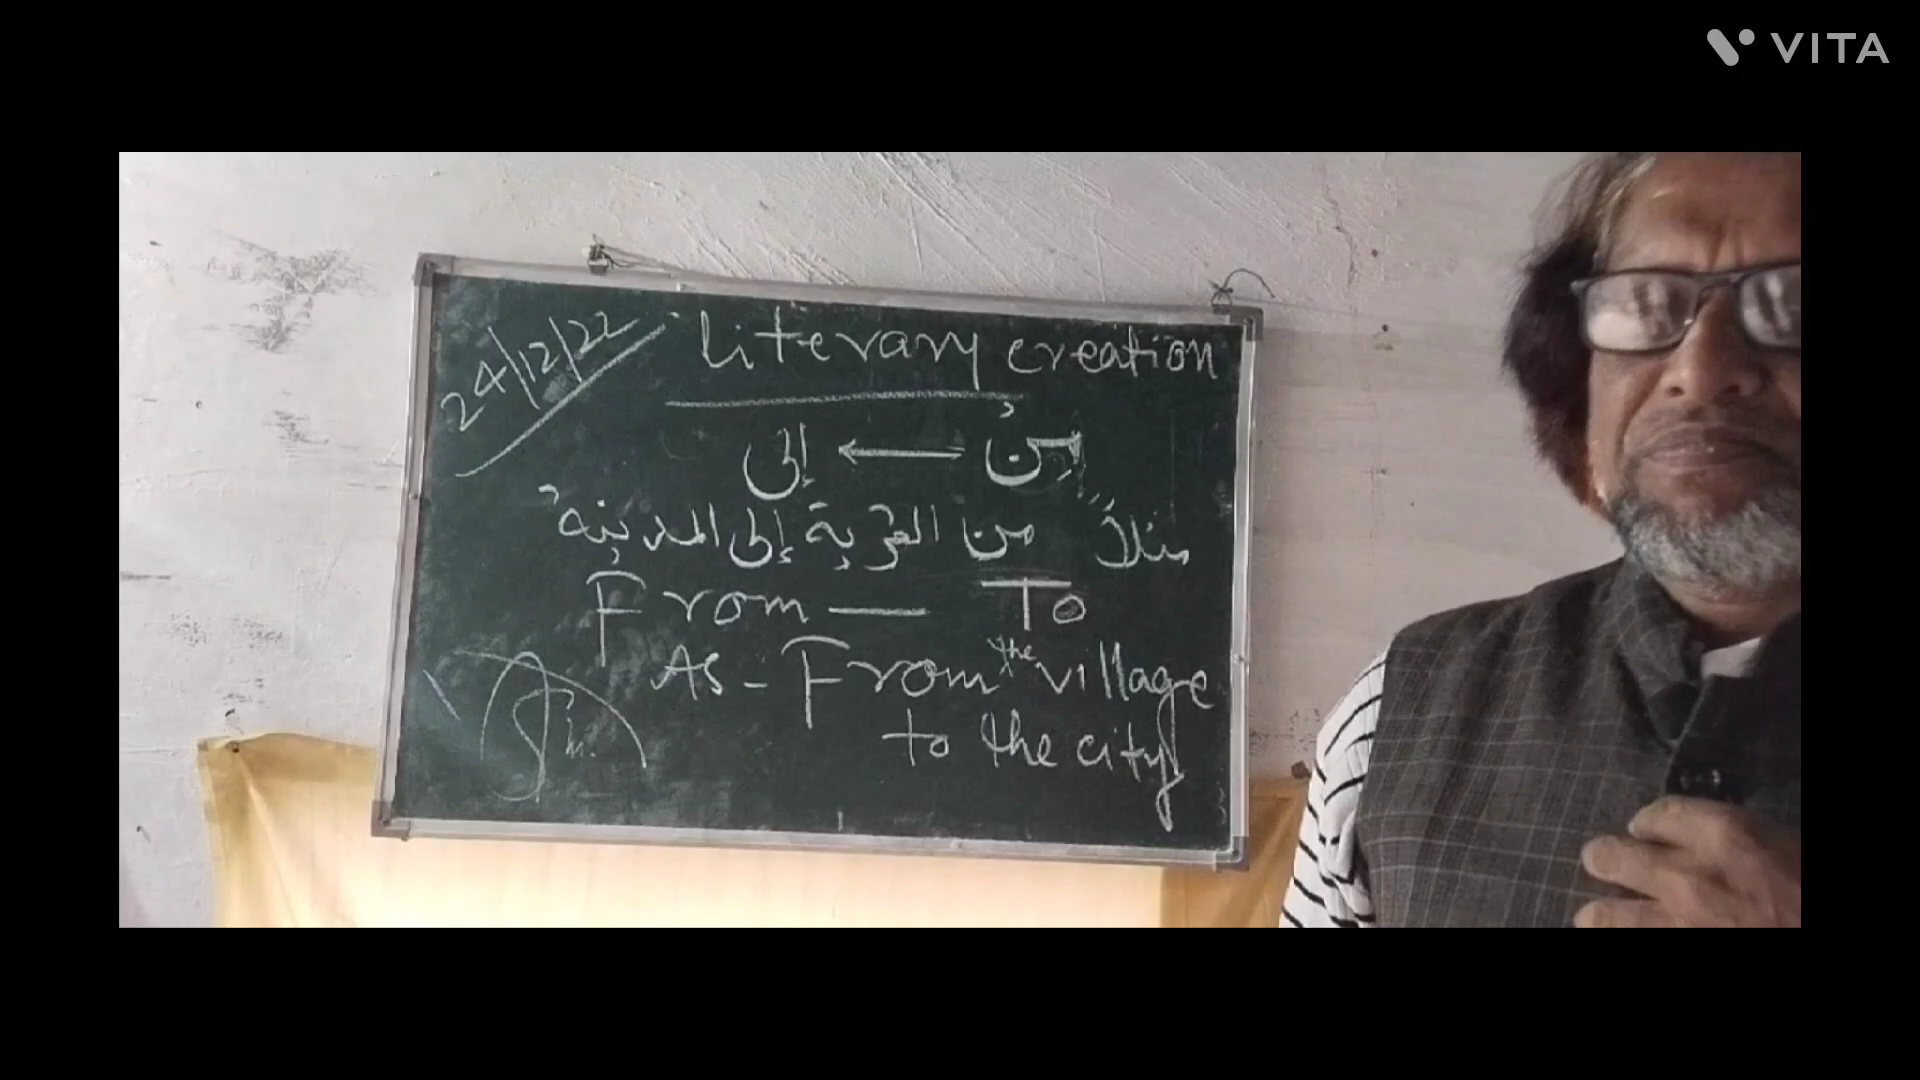 VITA
24/12/22
Literary creation
مِنْ ← إلى
مثلاً من القرية إلى المدينة
From — To
As - From the village
to the city